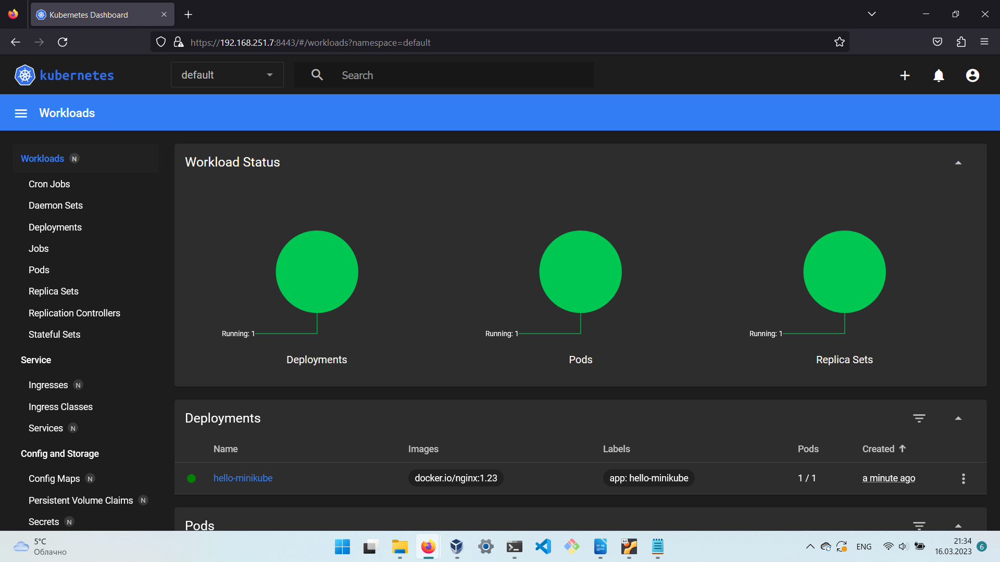 Kubernetes Dashboard
https://192.168.251.7:8443/#/workloads?namespace=default
kubernetes
default
Search
Workloads
Workloads N
Cron Jobs
Daemon Sets
Deployments
Jobs
Pods
Replica Sets
Replication Controllers
Stateful Sets
Service
Ingresses N
Ingress Classes
Services N
Config and Storage
Config Maps N
Persistent Volume Claims N
Secrets N
Workload Status
Running: 1
Running: 1
Running: 1
Deployments
Pods
Replica Sets
Deployments
Name Images Labels Pods Created
hello-minikube docker.io/nginx:1.23 app: hello-minikube 1 / 1 a minute ago
Pods
5°C
Облачно
64
ENG
21:34
16.03.2023
6